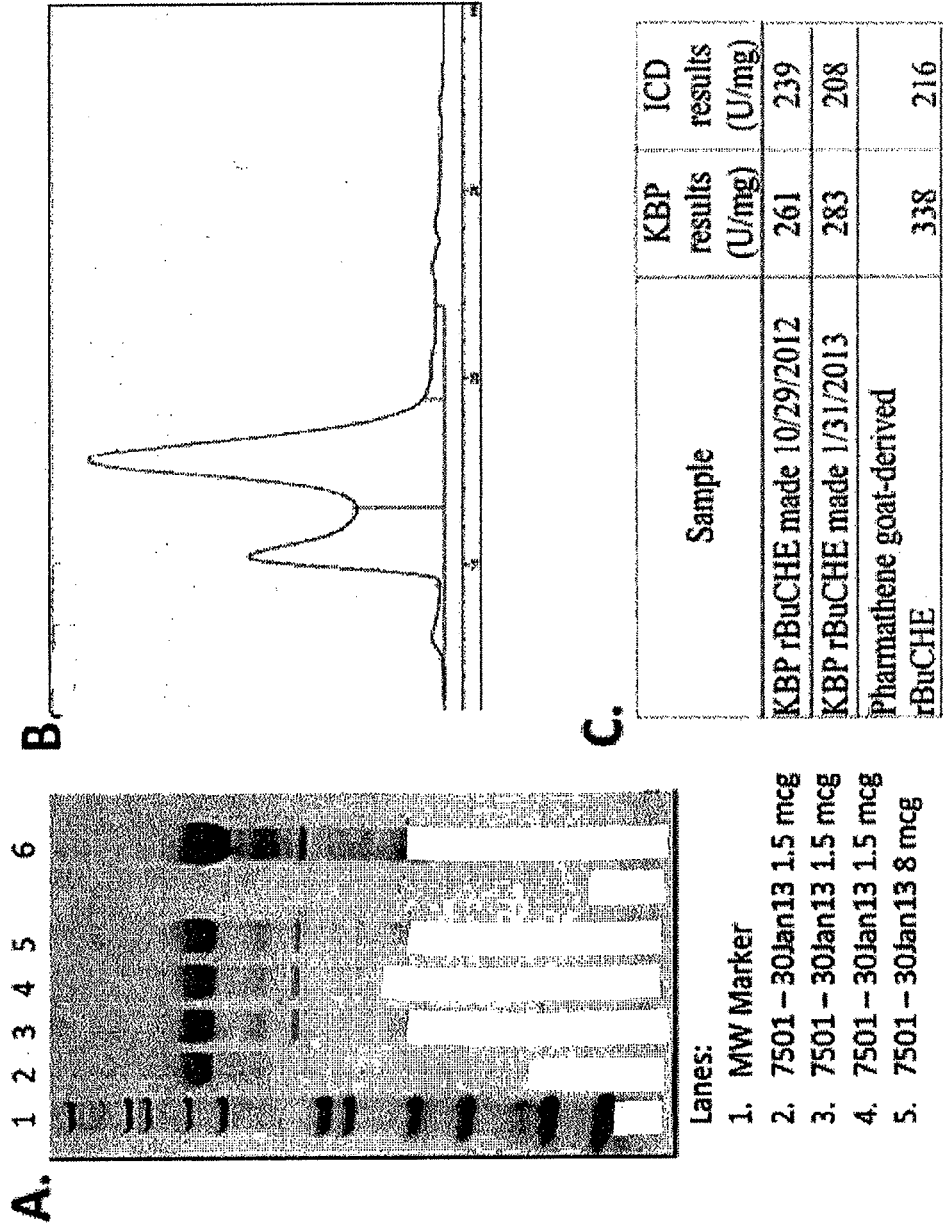 A.
1 2 3 4 5 6
Lanes:
1. MW Marker
2. 7501 – 30Jan13 1.5 mcg
3. 7501 – 30Jan13 1.5 mcg
4. 7501 – 30Jan13 1.5 mcg
5. 7501 – 30Jan13 8 mcg
B.
C.
Sample KBP results (U/mg) ICD results (U/mg)
KBP rBuCHE made 10/29/2012 261 239
KBP rBuCHE made 1/31/2013 283 208
Pharmathene goat-derived
rBuCHE 338 216